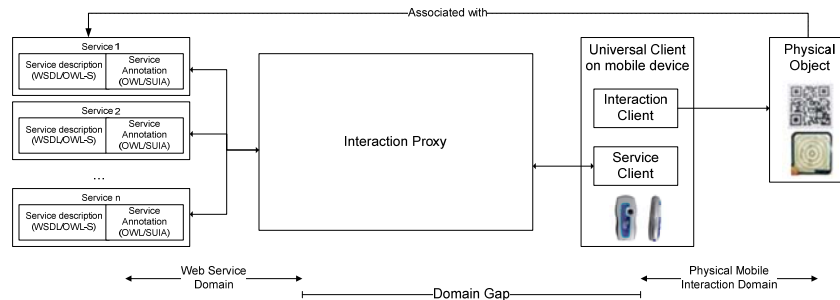 Associated with
Service 1
Service description
(WSDL/OWL-S)
Service
Annotation
(OWL/SUIA)
Service 2
Service description
(WSDL/OWL-S)
Service
Annotation
(OWL/SUIA)
...
Service n
Service description
(WSDL/OWL-S)
Service
Annotation
(OWL/SUIA)
Interaction Proxy
Universal Client
on mobile device
Interaction
Client
Service
Client
Physical
Object
Web Service
Domain
Domain Gap
Physical Mobile
Interaction Domain